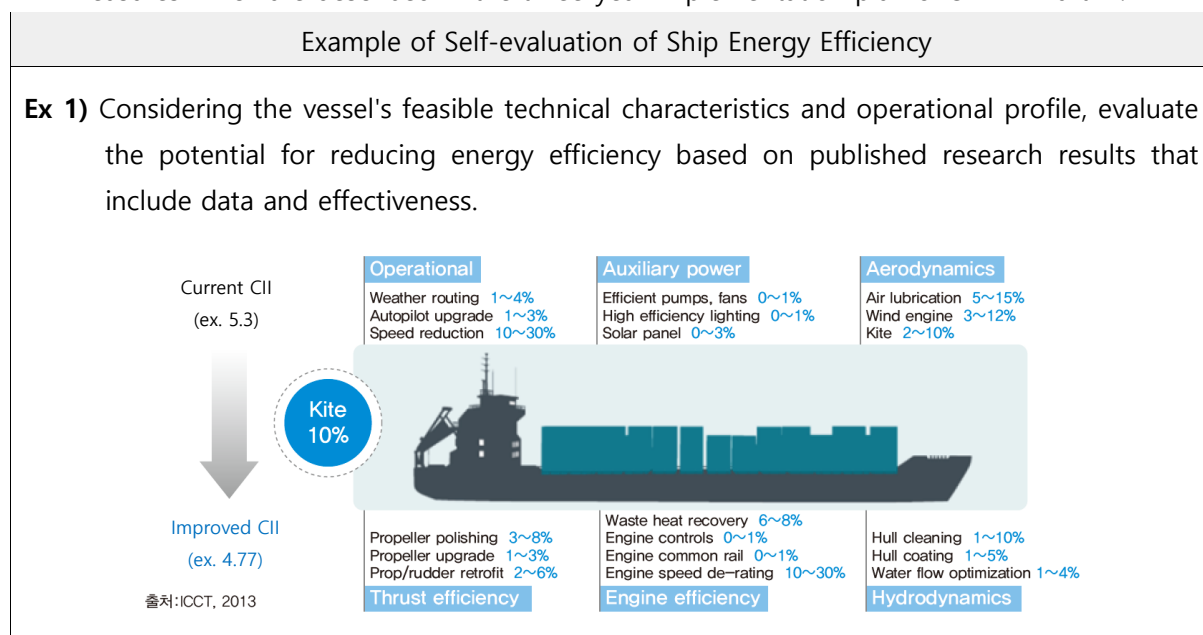 Example of Self-evaluation of Ship Energy Efficiency
Ex 1) Considering the vessel's feasible technical characteristics and operational profile, evaluate
the potential for reducing energy efficiency based on published research results that
include data and effectiveness.
Current CII
(ex. 5.3)
Operational
Weather routing 1~4%
Autopilot upgrade 1~3%
Speed reduction 10~30%
Auxiliary power
Efficient pumps, fans 0~1%
High efficiency lighting 0~1%
Solar panel 0~3%
Aerodynamics
Air lubrication 5~15%
Wind engine 3~12%
Kite 2~10%
Kite
10%
Improved CII
(ex. 4.77)
출처:ICCT, 2013
Propeller polishing 3~8%
Propeller upgrade 1~3%
Prop/rudder retrofit 2~6%
Thrust efficiency
Waste heat recovery 6~8%
Engine controls 0~1%
Engine common rail 0~1%
Engine speed de-rating 10~30%
Engine efficiency
Hull cleaning 1~10%
Hull coating 1~5%
Water flow optimization 1~4%
Hydrodynamics